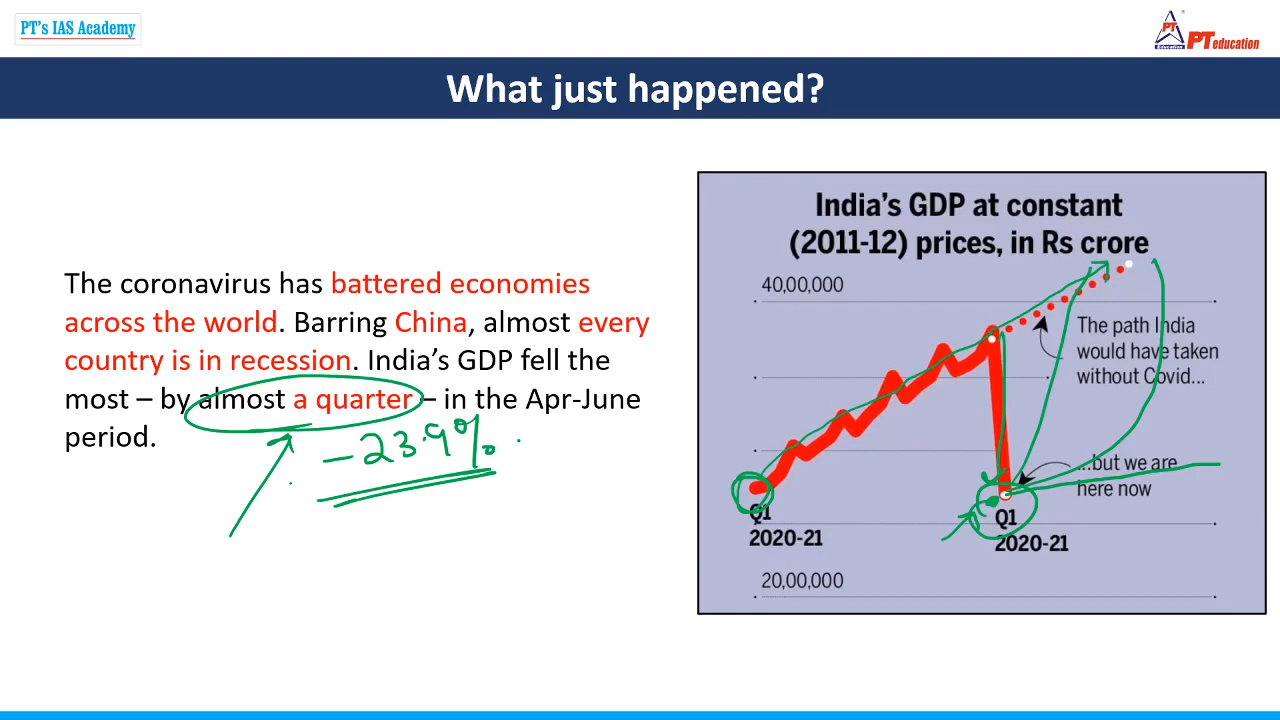 PT's IAS Academy
PT
Education
PT education
What just happened?
The coronavirus has battered economies
across the world. Barring China, almost every
country is in recession. India's GDP fell the
most – by almost a quarter – in the Apr-June
period.
–23.9%
India's GDP at constant
(2011-12) prices, in Rs crore
40,00,000
The path India
would have taken
without Covid...
...but we are
here now
Q1
2020-21
Q1
2020-21
20,00,000